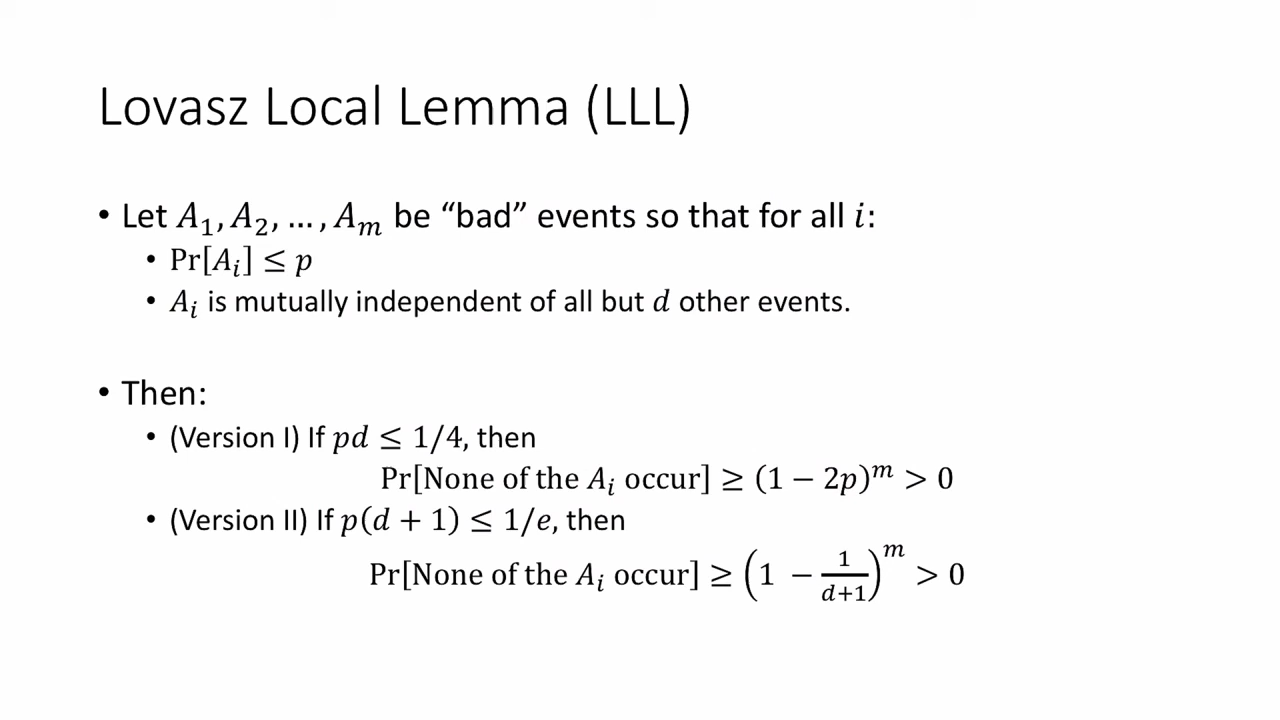 Lovasz Local Lemma (LLL)
• Let A₁, A₂, …, Aₘ be “bad” events so that for all i:
• Pr[Aᵢ] ≤ p
• Aᵢ is mutually independent of all but d other events.
• Then:
• (Version I) If pd ≤ 1/4, then
Pr[None of the Aᵢ occur] ≥ (1 − 2p)ᵐ > 0
• (Version II) If p(d + 1) ≤ 1/e, then
Pr[None of the Aᵢ occur] ≥ (1 − 1/(d+1))ᵐ > 0